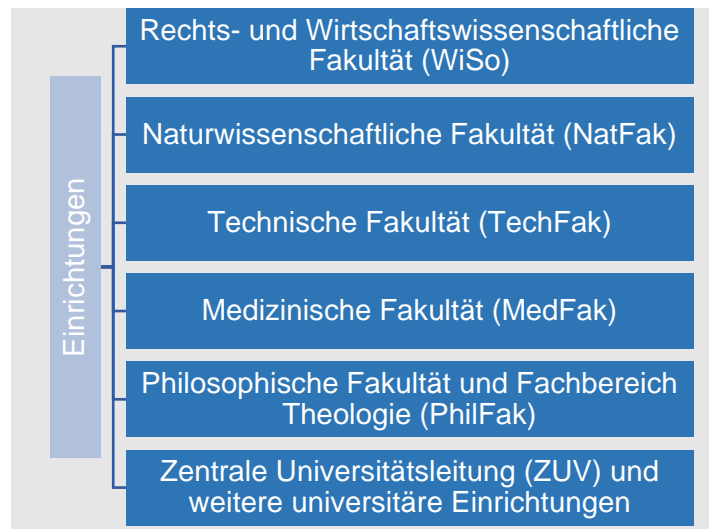 Einrichtungen
Rechts- und Wirtschaftswissenschaftliche
Fakultät (WiSo)
Naturwissenschaftliche Fakultät (NatFak)
Technische Fakultät (TechFak)
Medizinische Fakultät (MedFak)
Philosophische Fakultät und Fachbereich
Theologie (PhilFak)
Zentrale Universitätsleitung (ZUV) und
weitere universitäre Einrichtungen